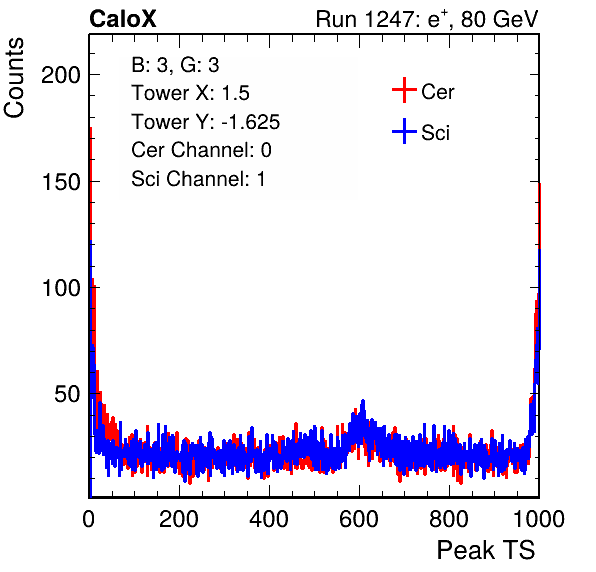 CaloX Run 1247: e+, 80 GeV
Counts
B: 3, G: 3
Tower X: 1.5
Tower Y: -1.625
Cer Channel: 0
Sci Channel: 1
Cer
Sci
200
150
100
50
0 200 400 600 800 1000
Peak TS